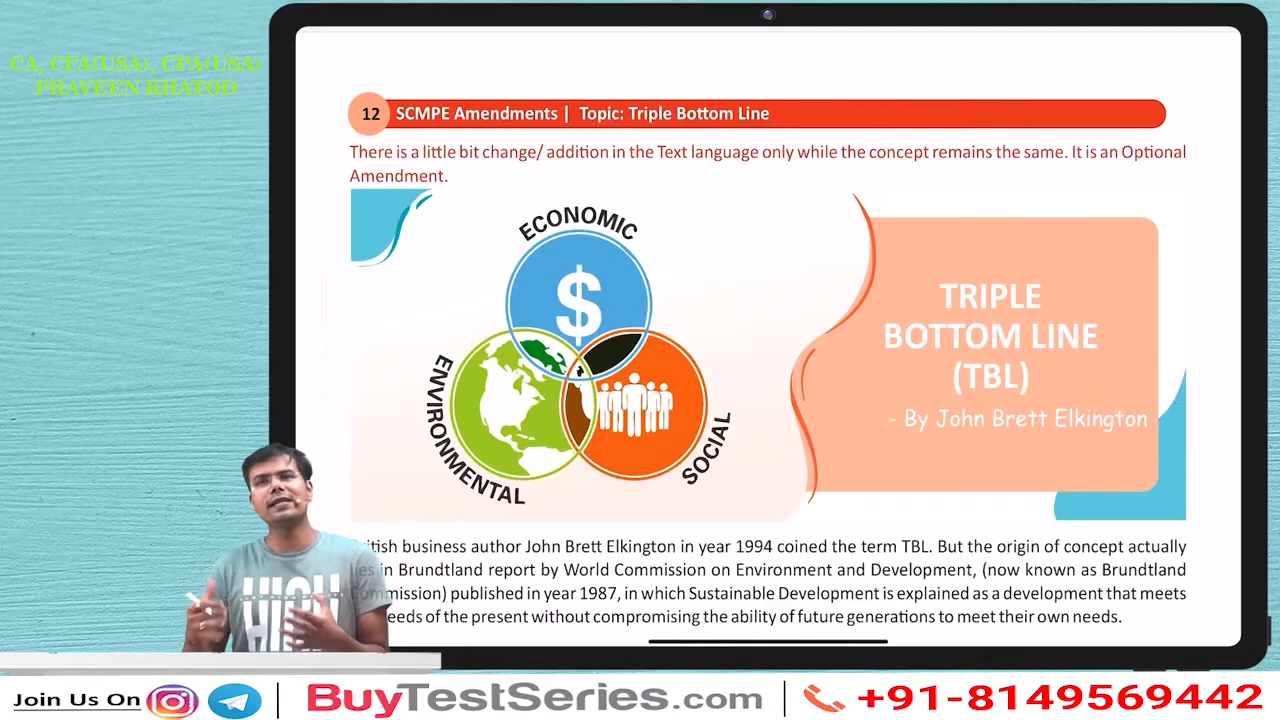 CA, CFA(USA), CPA(USA)
PRAVEEN KHATOD
12 SCMPE Amendments | Topic: Triple Bottom Line
There is a little bit change/ addition in the Text language only while the concept remains the same. It is an Optional
Amendment.
ECONOMIC
$
ENVIRONMENTAL
SOCIAL
TRIPLE
BOTTOM LINE
(TBL)
- By John Brett Elkington
business author John Brett Elkington in year 1994 coined the term TBL. But the origin of concept actually
in Brundtland report by World Commission on Environment and Development, (now known as Brundtland
published in year 1987, in which Sustainable Development is explained as a development that meets
of the present without compromising the ability of future generations to meet their own needs.
HIGH
Join Us On
BuyTestSeries.com
+91-8149569442